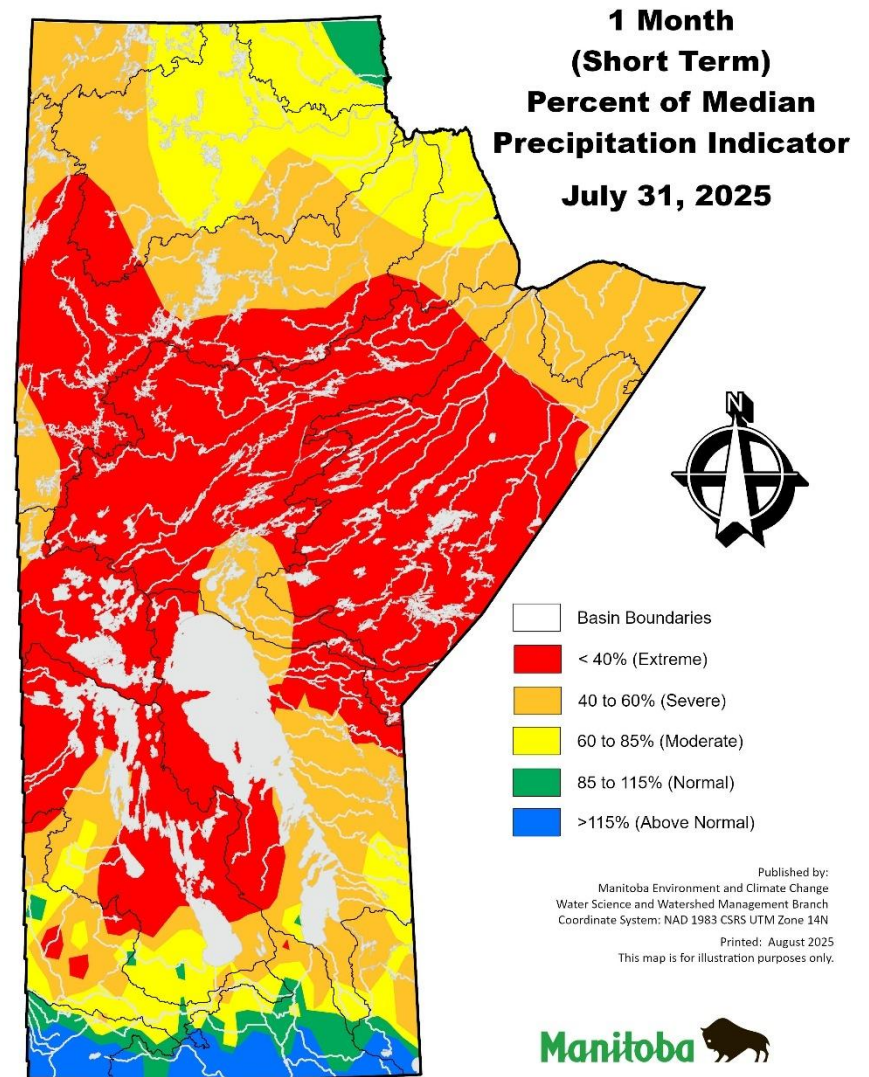 1 Month
(Short Term)
Percent of Median
Precipitation Indicator
July 31, 2025
N
Basin Boundaries
< 40% (Extreme)
40 to 60% (Severe)
60 to 85% (Moderate)
85 to 115% (Normal)
>115% (Above Normal)
Published by:
Manitoba Environment and Climate Change
Water Science and Watershed Management Branch
Coordinate System: NAD 1983 CSRS UTM Zone 14N
Printed: August 2025
This map is for illustration purposes only.
Manitoba